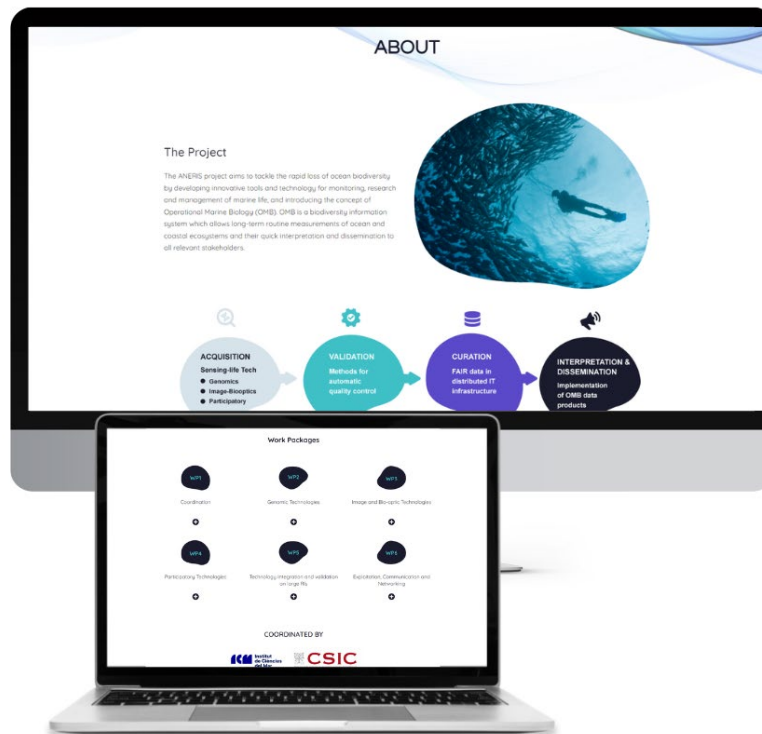 ABOUT
The Project
The ANERIS project aims to tackle the rapid loss of ocean biodiversity
by developing innovative tools and technology for monitoring, research
and management of marine life, and introducing the concept of
Operational Marine Biology (OMB). OMB is a biodiversity information
system which allows long-term routine measurements of ocean and
coastal ecosystems and their quick interpretation and dissemination to
all relevant stakeholders.
ACQUISITION
Sensing-life Tech
Genomics
Image-Biooptics
Participatory
VALIDATION
Methods for
automatic
quality control
CURATION
FAIR data in
distributed IT
infrastructure
INTERPRETATION &
DISSEMINATION
Implementation
of OMB data
products
Work Packages
WP1
Coordination
WP2
Genomic Technologies
WP3
Image and Bio-optic Technologies
WP4
Participatory Technologies
WP5
Technology integration and validation
on large RIs
WP6
Exploitation, Communication and
Networking
COORDINATED BY
ICM Institut
de Ciències
del Mar
CSIC